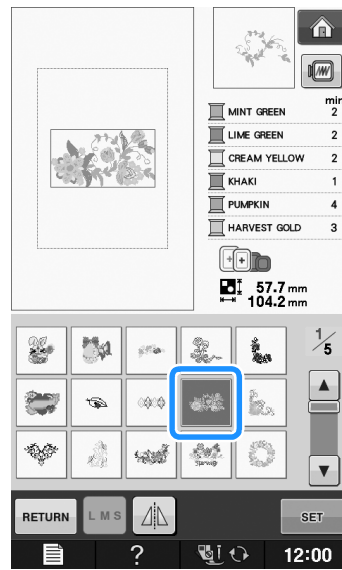 min
MINT GREEN 2
LIME GREEN 2
CREAM YELLOW 2
KHAKI 1
PUMPKIN 4
HARVEST GOLD 3
57.7 mm
104.2 mm
1/5
RETURN
L M S
SET
?
12:00